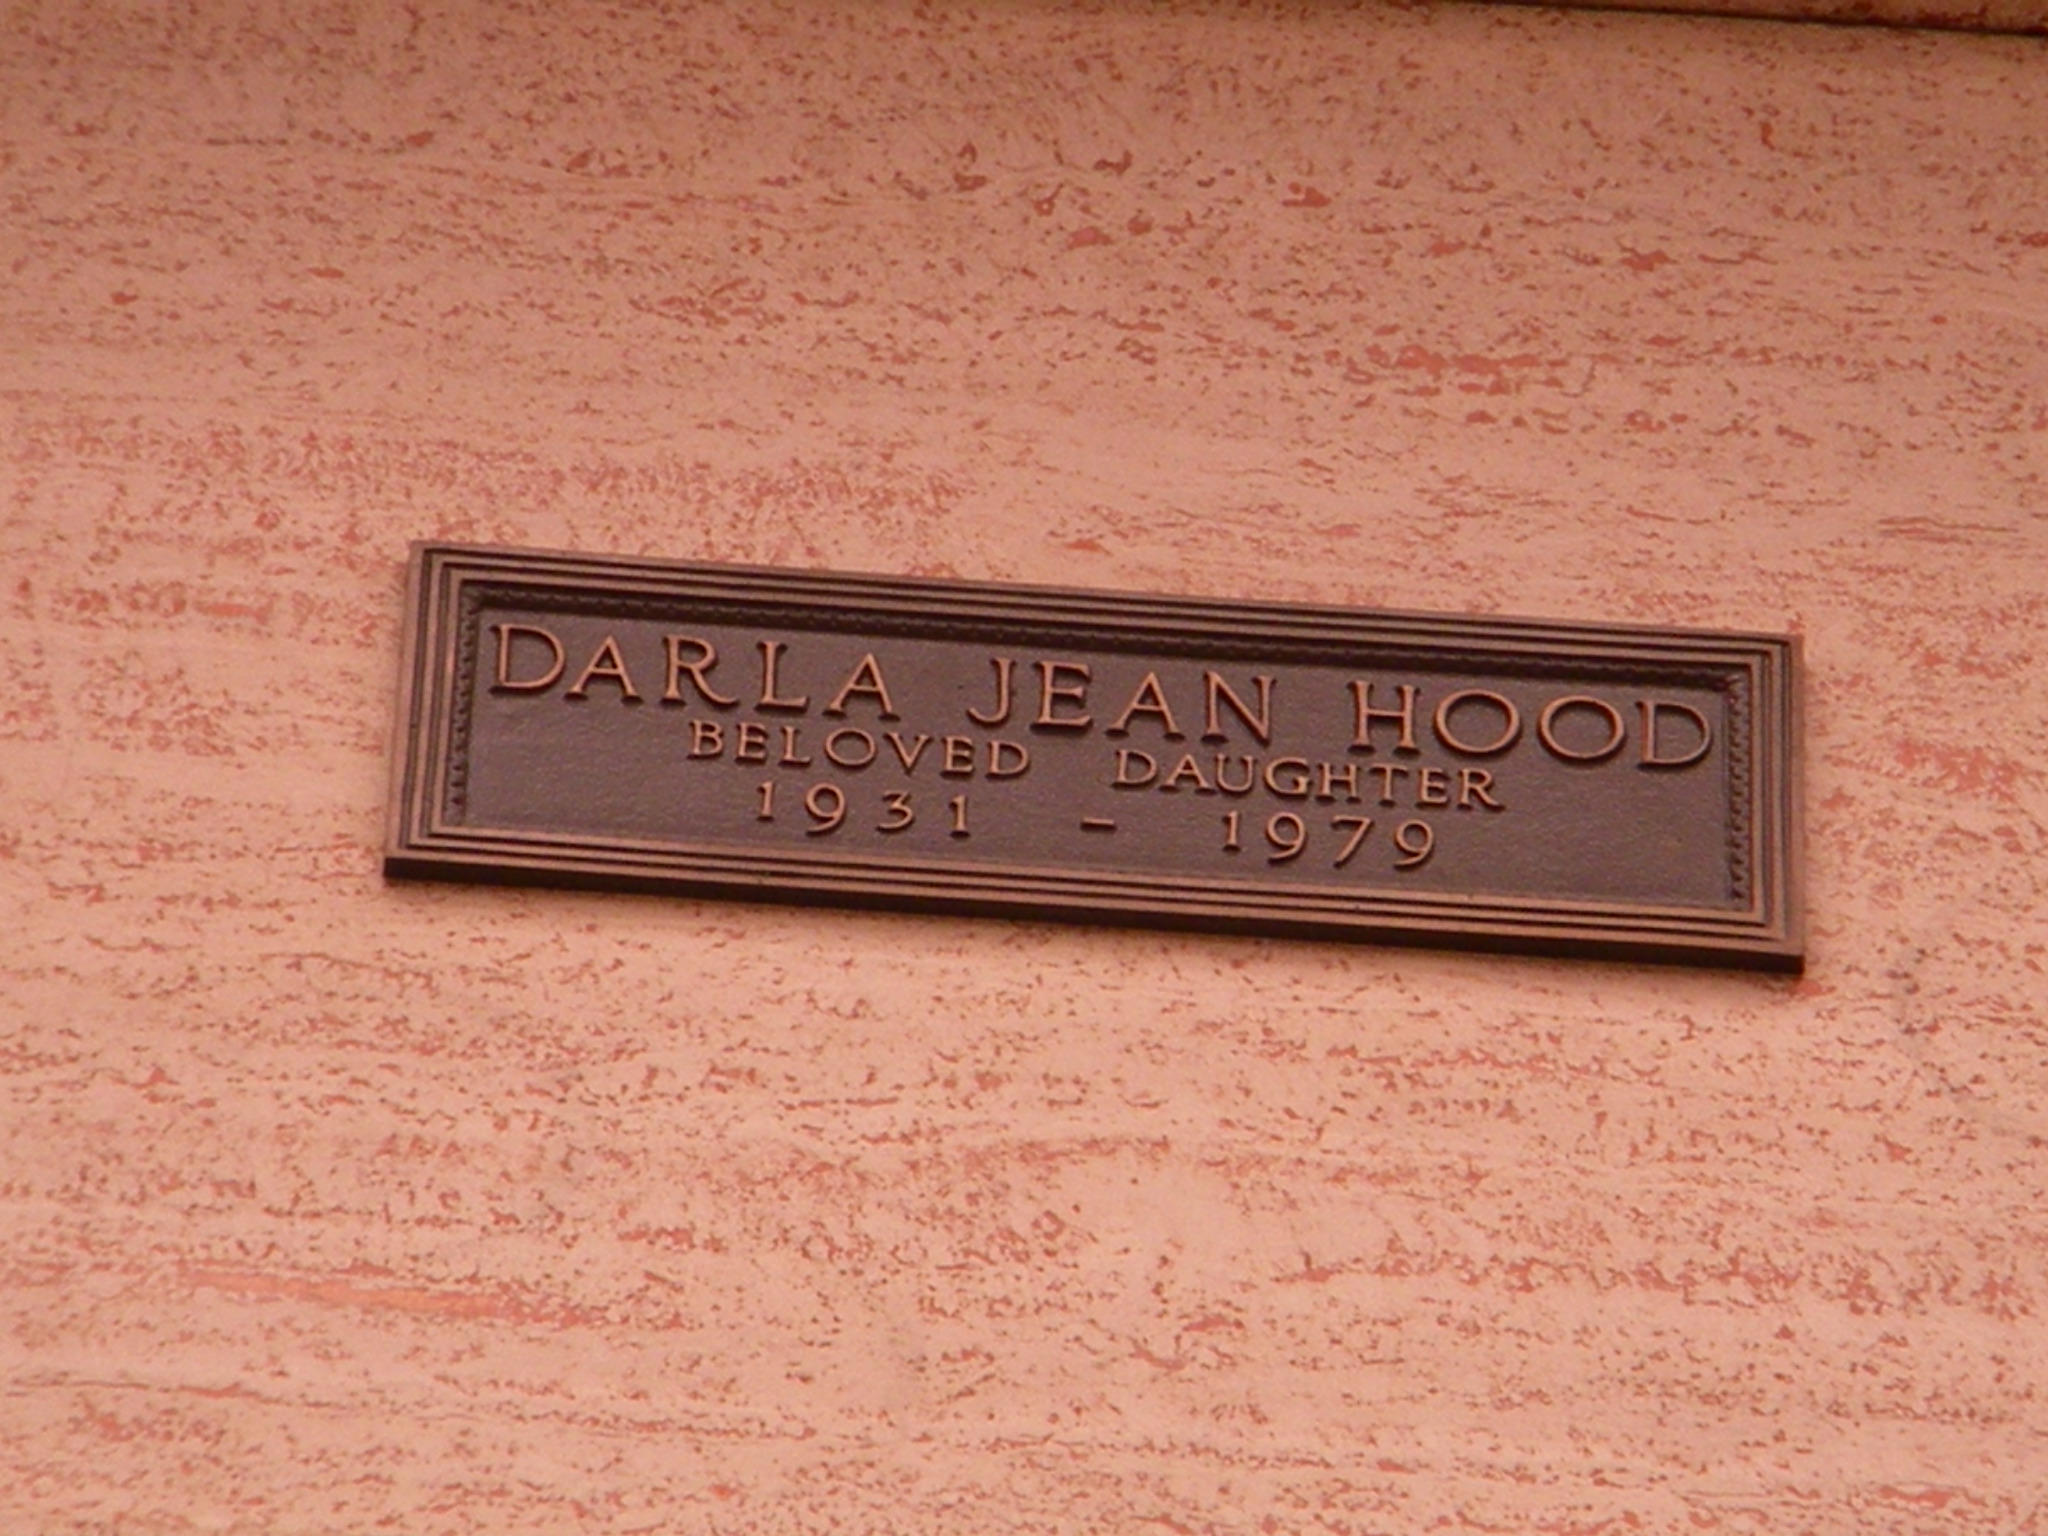 DARLA JEAN HOOD
BELOVED DAUGHTER
1931 - 1979